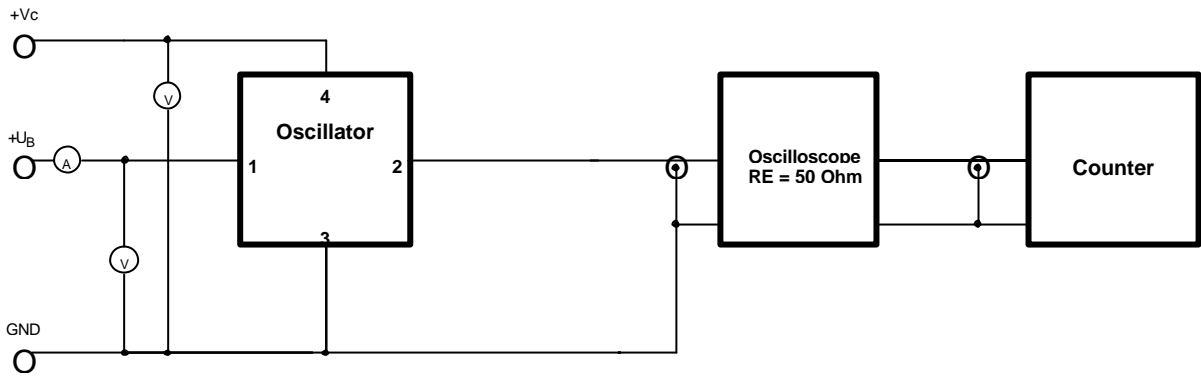 +Vc
4
V
Oscillator
+UB
A
1
2
Oscilloscope
RE = 50 Ohm
Counter
3
V
GND